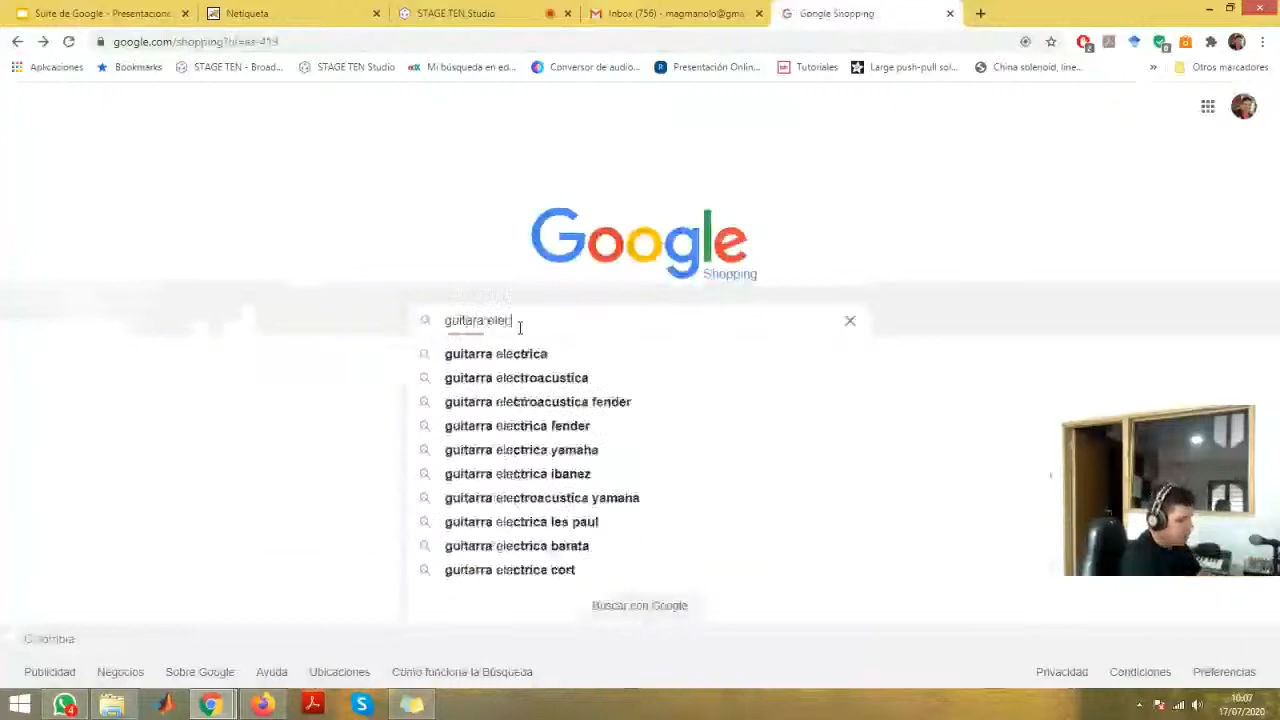 Suite de Google - Presentacione
Netiqueta
STAGE TEN Studio
Inbox (756) - magmanolo@gma
Google Shopping
google.com/shopping?hl=es-419
Aplicaciones
Bookmarks
STAGE TEN - Broad...
STAGE TEN Studio
Mi búsqueda en ed...
Conversor de audio...
Presentación Onlin...
Tutoriales
Large push-pull sol...
China solenoid, line...
»
Otros marcadores
Google
Shopping
guitara elec
guitarra electrica
guitarra electroacustica
guitarra electroacustica fender
guitarra electrica fender
guitarra electrica yamaha
guitarra electrica ibanez
guitarra electroacustica yamaha
guitarra electrica les paul
guitarra electrica barata
guitarra electrica cort
Buscar con Google
Colombia
Publicidad
Negocios
Sobre Google
Ayuda
Ubicaciones
Cómo funciona la Búsqueda
Privacidad
Condiciones
Preferencias
4
10:07
17/07/2020